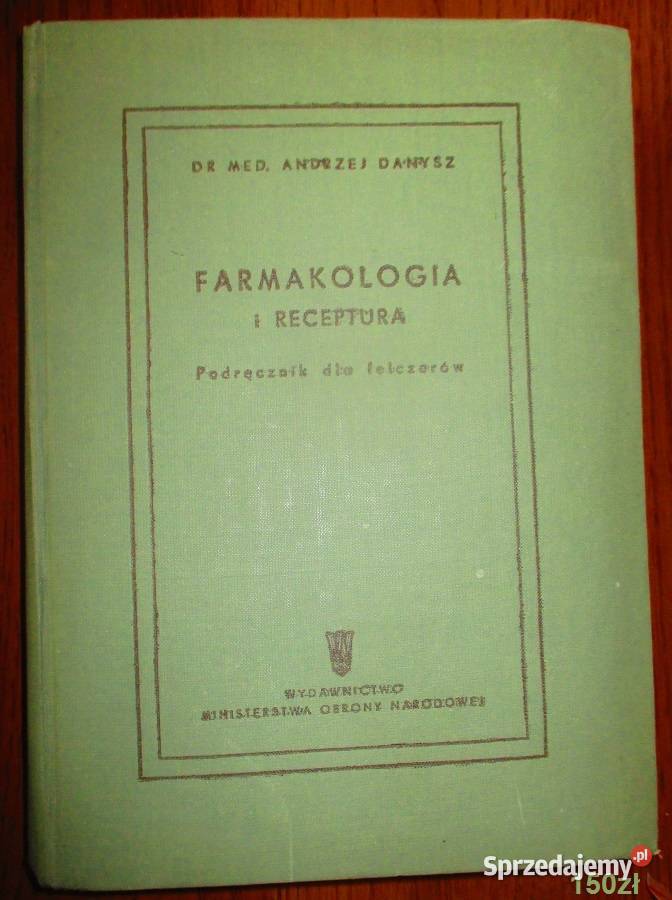 DR MED. ANDRZEJ DANYSZ
FARMAKOLOGIA
i RECEPTURA
Podręcznik dla felczerów
WYDAWNICTWO
MINISTERSTWA OBRONY NARODOWEJ
Sprzedajemy.pl
150zł